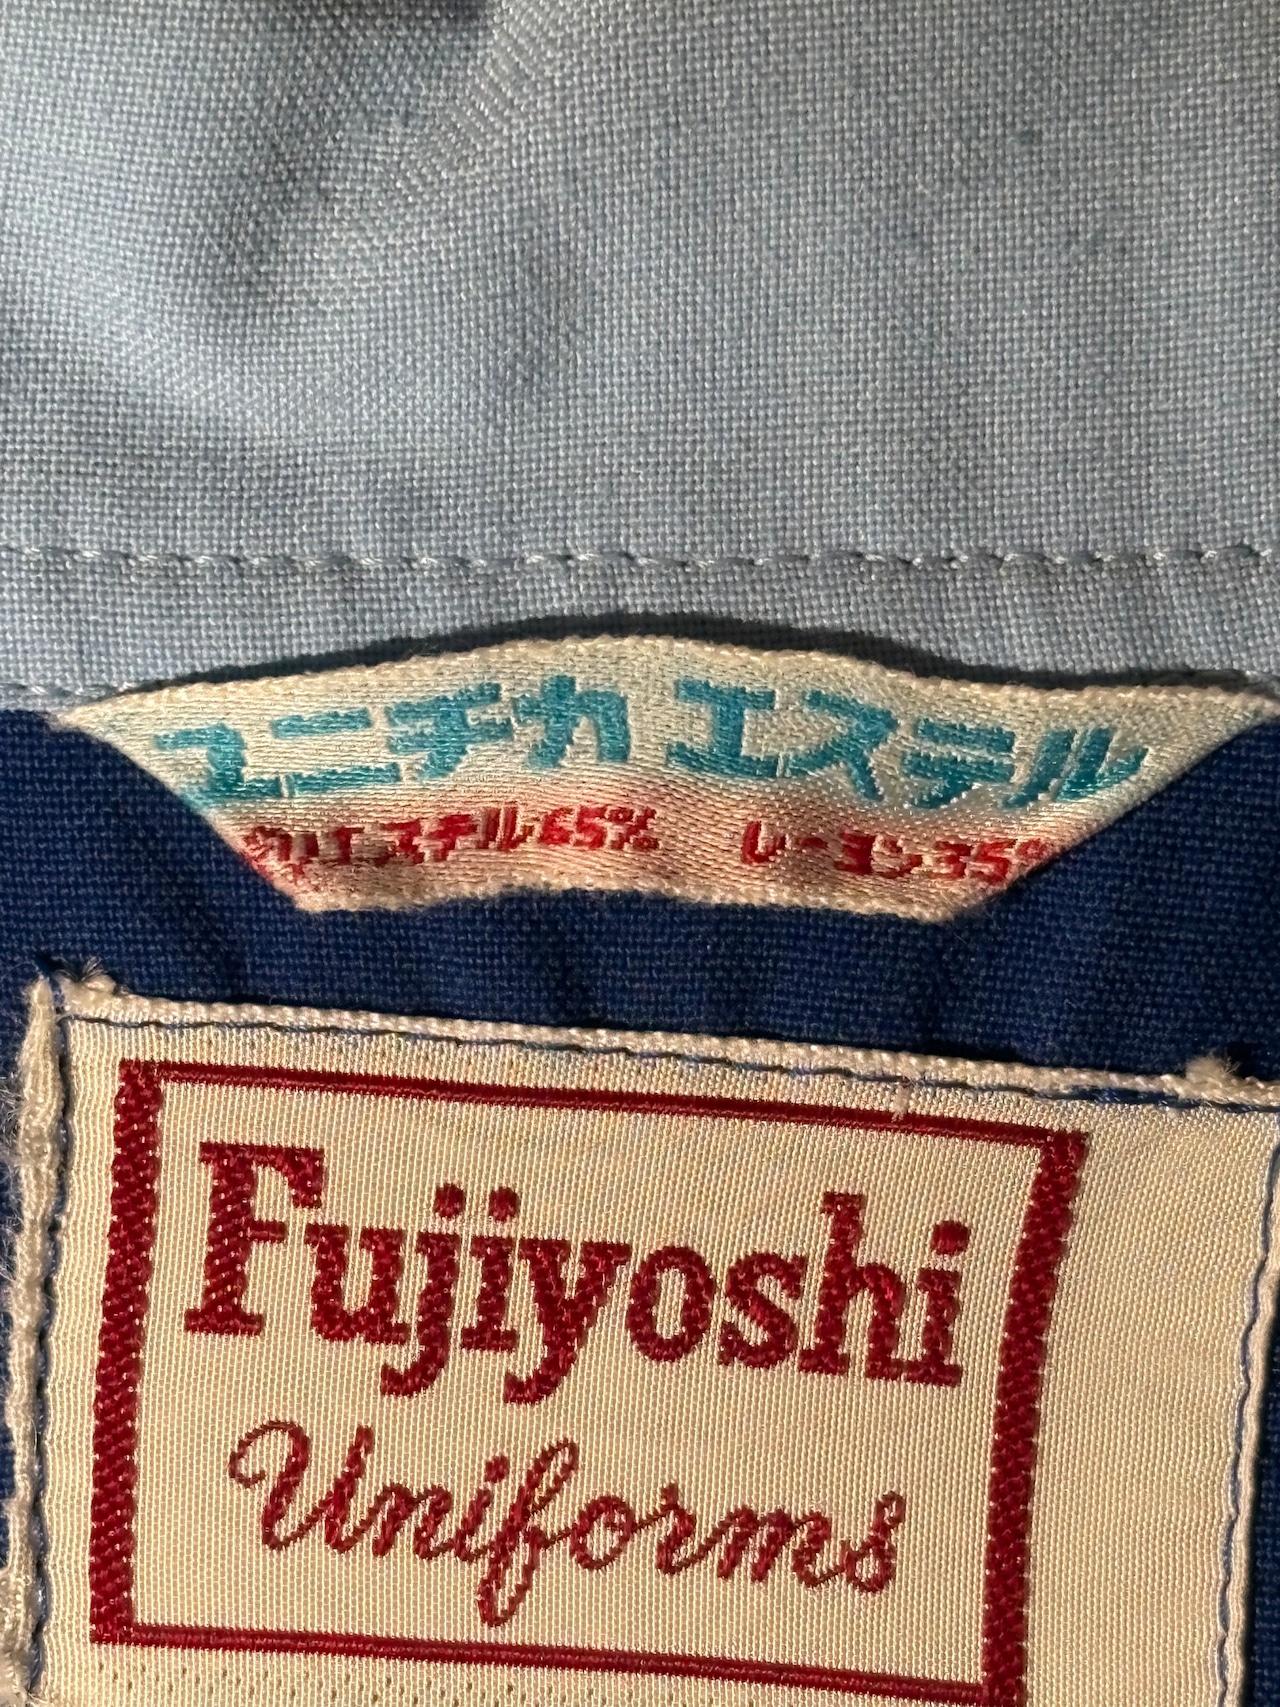 ユニチカ エステル
ポリエステル65% レーヨン35%
Fujiyoshi
Uniforms